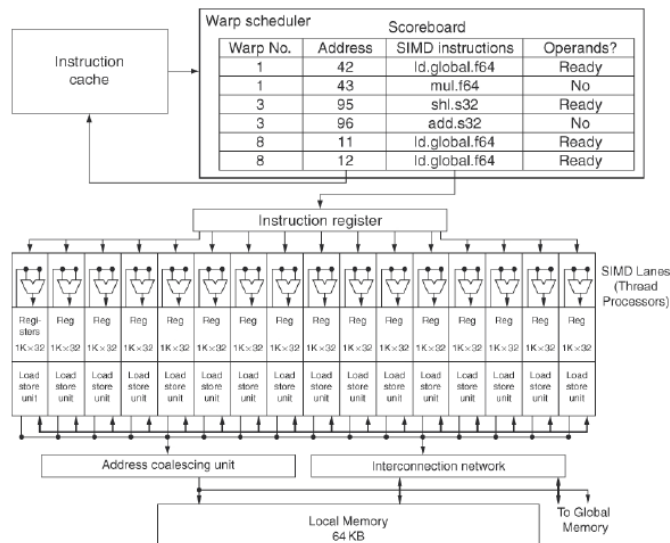 Warp scheduler
Scoreboard
Warp No. Address SIMD instructions Operands?
1 42 ld.global.f64 Ready
1 43 mul.f64 No
3 95 shl.s32 Ready
3 96 add.s32 No
8 11 ld.global.f64 Ready
8 12 ld.global.f64 Ready
Instruction
cache
Instruction register
SIMD Lanes
(Thread
Processors)
Regi- Reg Reg Reg Reg Reg Reg Reg Reg Reg Reg Reg Reg Reg Reg Reg
sters
1K×32 1K×32 1K×32 1K×32 1K×32 1K×32 1K×32 1K×32 1K×32 1K×32 1K×32 1K×32 1K×32 1K×32 1K×32 1K×32
Load Load Load Load Load Load Load Load Load Load Load Load Load Load Load Load
store store store store store store store store store store store store store store store store
unit unit unit unit unit unit unit unit unit unit unit unit unit unit unit unit
Address coalescing unit
Interconnection network
Local Memory
64 KB
To Global
Memory